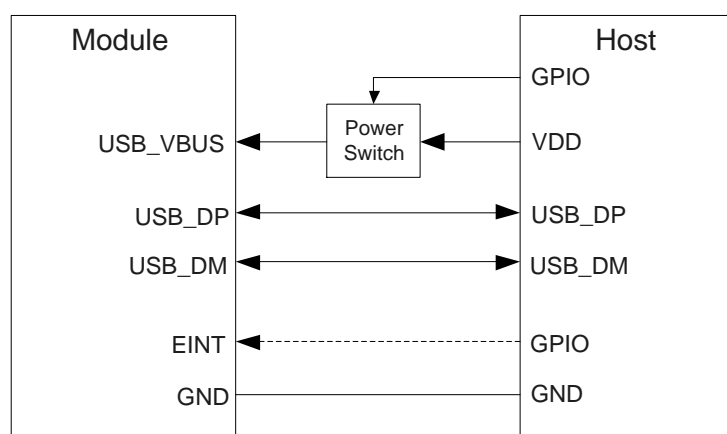 Module
Host
GPIO
USB_VBUS
Power
Switch
VDD
USB_DP
USB_DP
USB_DM
USB_DM
EINT
GPIO
GND
GND